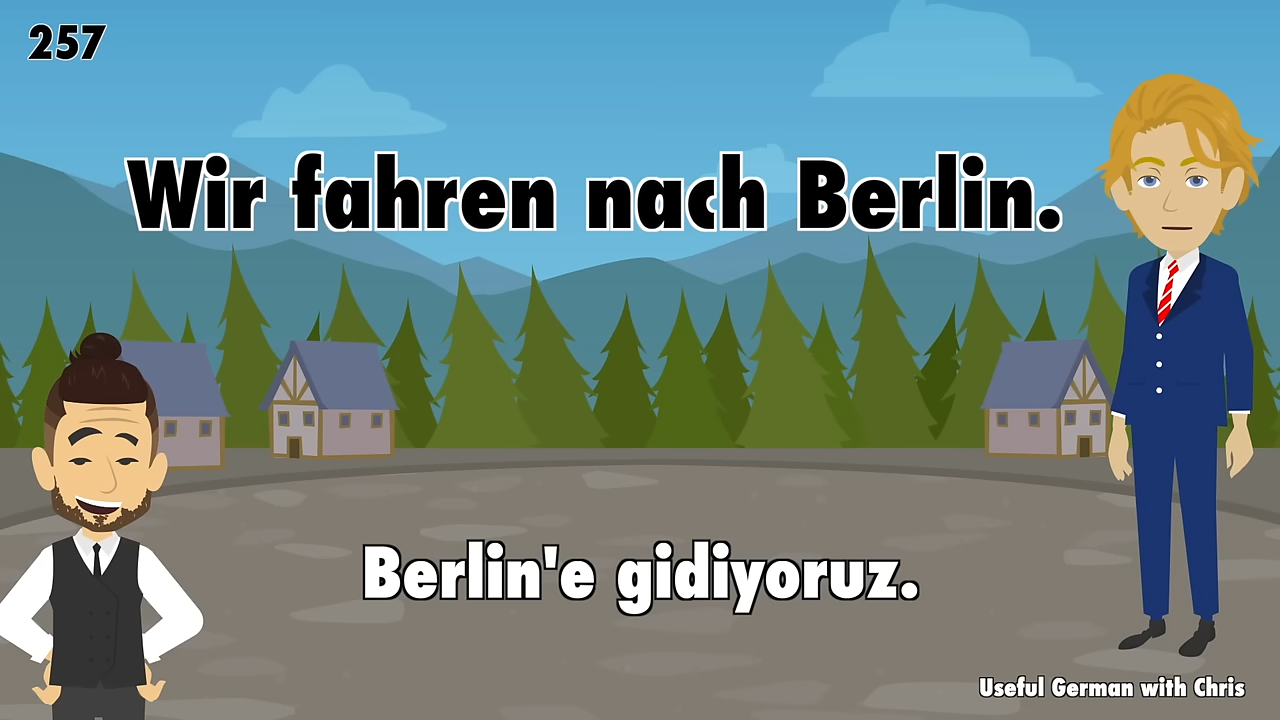 257
Wir fahren nach Berlin.
Berlin'e gidiyoruz.
Useful German with Chris